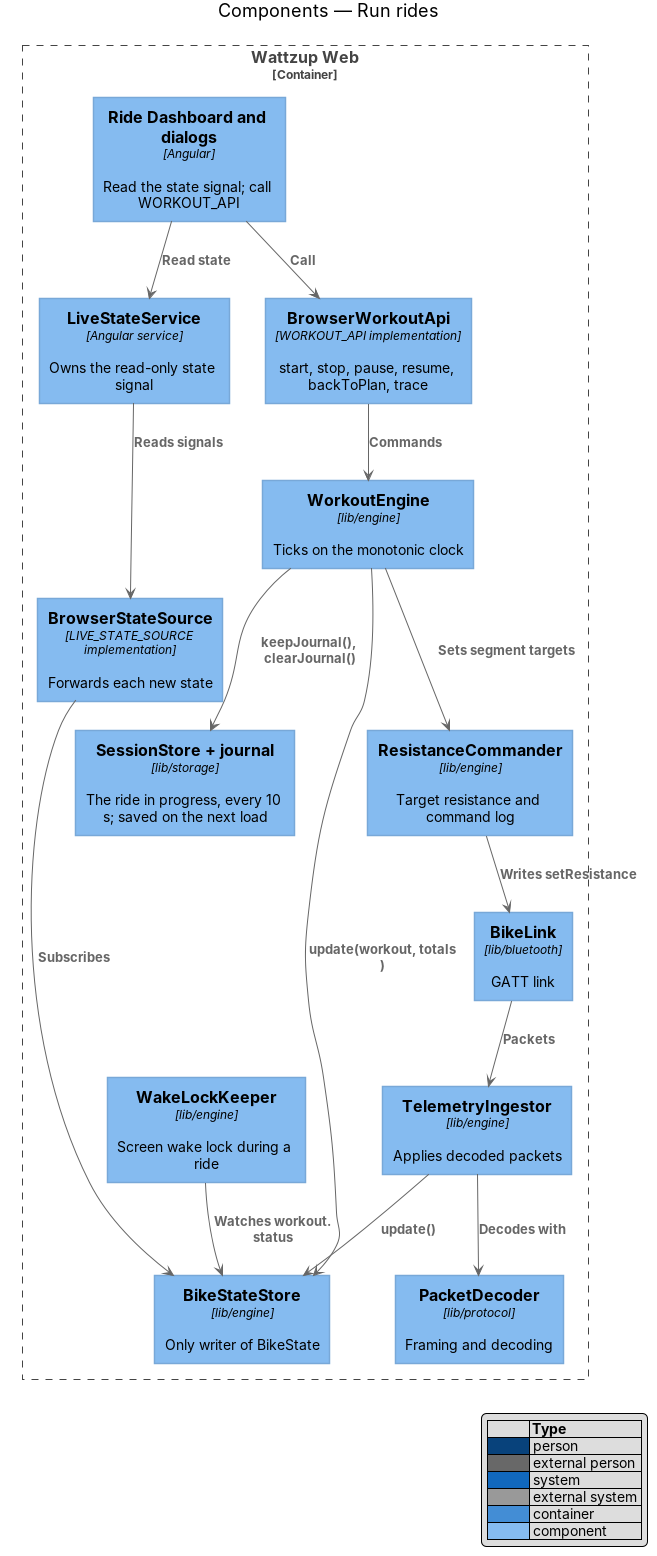 Components — Run rides
Wattzup Web
[Container]
Ride Dashboard and
dialogs
[Angular]
Read the state signal; call
WORKOUT_API
Read state
Call
LiveStateService
[Angular service]
Owns the read-only state
signal
BrowserWorkoutApi
[WORKOUT_API implementation]
start, stop, pause, resume,
backToPlan, trace
Reads signals
Commands
WorkoutEngine
[lib/engine]
Ticks on the monotonic clock
BrowserStateSource
[LIVE_STATE_SOURCE
implementation]
Forwards each new state
keepJournal(),
clearJournal()
Sets segment targets
SessionStore + journal
[lib/storage]
The ride in progress, every 10
s; saved on the next load
ResistanceCommander
[lib/engine]
Target resistance and
command log
Writes setResistance
BikeLink
[lib/bluetooth]
GATT link
Subscribes
update(workout, totals
)
Packets
WakeLockKeeper
[lib/engine]
Screen wake lock during a
ride
TelemetryIngestor
[lib/engine]
Applies decoded packets
Watches workout.
status
update()
Decodes with
BikeStateStore
[lib/engine]
Only writer of BikeState
PacketDecoder
[lib/protocol]
Framing and decoding
Type
person
external person
system
external system
container
component